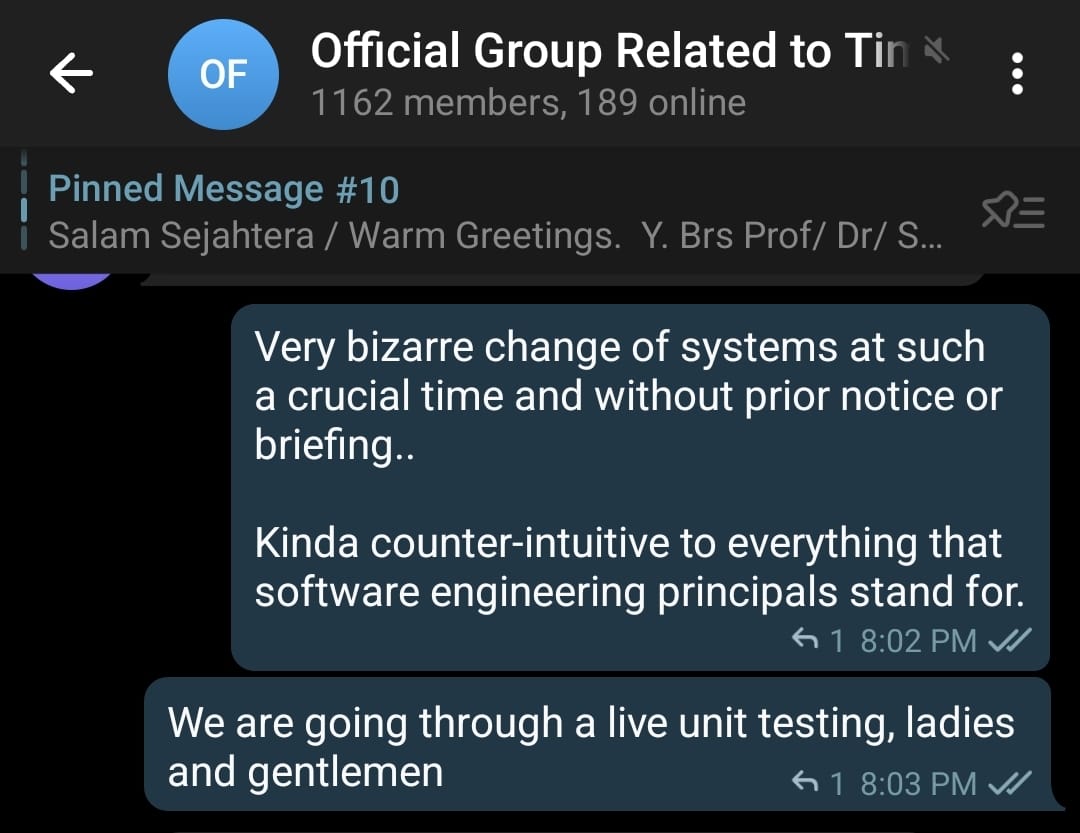 OF
Official Group Related to Tin
1162 members, 189 online
Pinned Message #10
Salam Sejahtera / Warm Greetings. Y. Brs Prof/ Dr/ S...
Very bizarre change of systems at such
a crucial time and without prior notice or
briefing..
Kinda counter-intuitive to everything that
software engineering principals stand for.
1 8:02 PM
We are going through a live unit testing, ladies
and gentlemen
1 8:03 PM